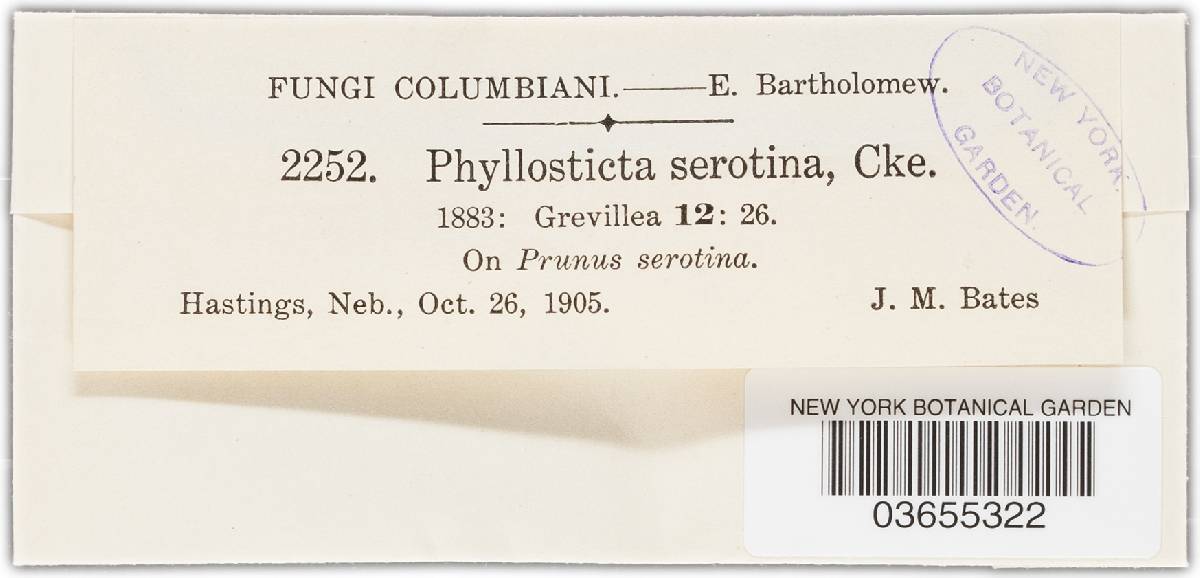 FUNGI COLUMBIANI.——E. Bartholomew.
2252. Phyllosticta serotina, Cke.
1883: Grevillea 12: 26.
On Prunus serotina.
Hastings, Neb., Oct. 26, 1905. J. M. Bates
NEW YORK
BOTANICAL
GARDEN.
NEW YORK BOTANICAL GARDEN
03655322